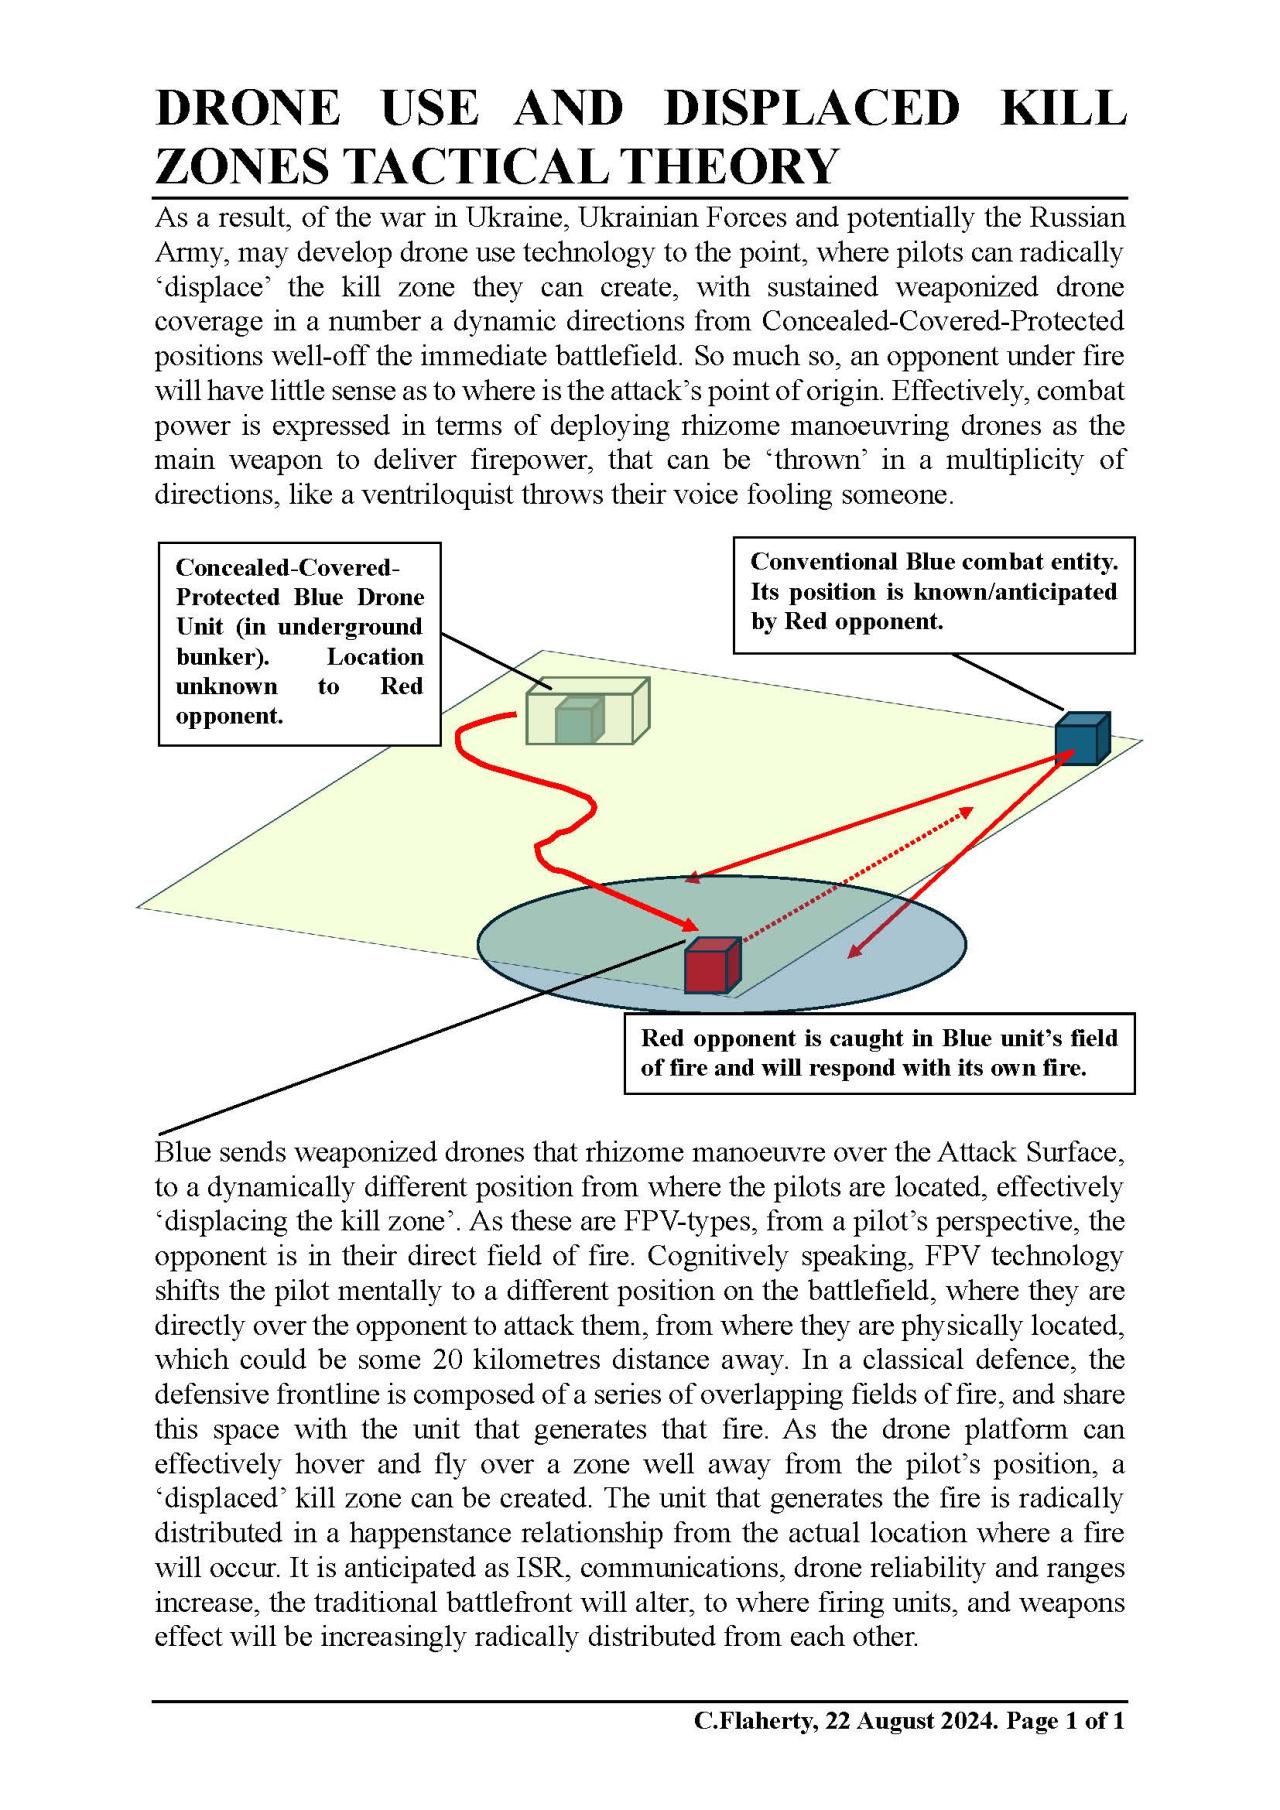 DRONE USE AND DISPLACED KILL
ZONES TACTICAL THEORY
As a result, of the war in Ukraine, Ukrainian Forces and potentially the Russian
Army, may develop drone use technology to the point, where pilots can radically
‘displace’ the kill zone they can create, with sustained weaponized drone
coverage in a number a dynamic directions from Concealed-Covered-Protected
positions well-off the immediate battlefield. So much so, an opponent under fire
will have little sense as to where is the attack’s point of origin. Effectively, combat
power is expressed in terms of deploying rhizome manoeuvring drones as the
main weapon to deliver firepower, that can be ‘thrown’ in a multiplicity of
directions, like a ventriloquist throws their voice fooling someone.
Concealed-Covered-
Protected Blue Drone
Unit (in underground
bunker). Location
unknown to Red
opponent.
Conventional Blue combat entity.
Its position is known/anticipated
by Red opponent.
Red opponent is caught in Blue unit’s field
of fire and will respond with its own fire.
Blue sends weaponized drones that rhizome manoeuvre over the Attack Surface,
to a dynamically different position from where the pilots are located, effectively
‘displacing the kill zone’. As these are FPV-types, from a pilot’s perspective, the
opponent is in their direct field of fire. Cognitively speaking, FPV technology
shifts the pilot mentally to a different position on the battlefield, where they are
directly over the opponent to attack them, from where they are physically located,
which could be some 20 kilometres distance away. In a classical defence, the
defensive frontline is composed of a series of overlapping fields of fire, and share
this space with the unit that generates that fire. As the drone platform can
effectively hover and fly over a zone well away from the pilot’s position, a
‘displaced’ kill zone can be created. The unit that generates the fire is radically
distributed in a happenstance relationship from the actual location where a fire
will occur. It is anticipated as ISR, communications, drone reliability and ranges
increase, the traditional battlefront will alter, to where firing units, and weapons
effect will be increasingly radically distributed from each other.
C.Flaherty, 22 August 2024. Page 1 of 1